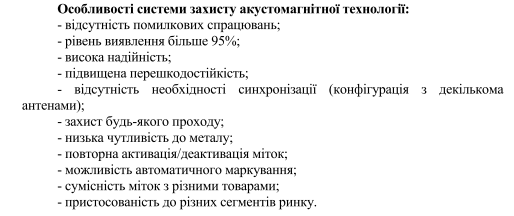 Особливості системи захисту акустомагнітної технології:
- відсутність помилкових спрацювань;
- рівень виявлення більше 95%;
- висока надійність;
- підвищена перешкодостійкість;
- відсутність необхідності синхронізації (конфігурація з декількома
антенами);
- захист будь-якого проходу;
- низька чутливість до металу;
- повторна активація/деактивація міток;
- можливість автоматичного маркування;
- сумісність міток з різними товарами;
- пристосованість до різних сегментів ринку.